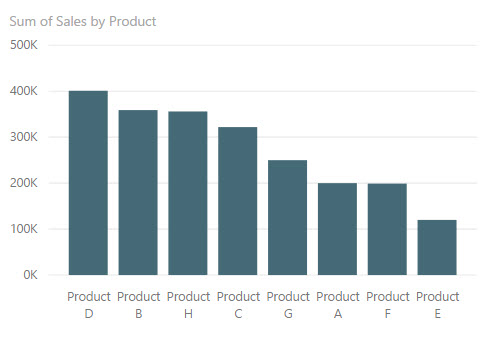 Sum of Sales by Product
500K
400K
300K
200K
100K
0K
Product Product Product Product Product Product Product Product
D B H C G A F E